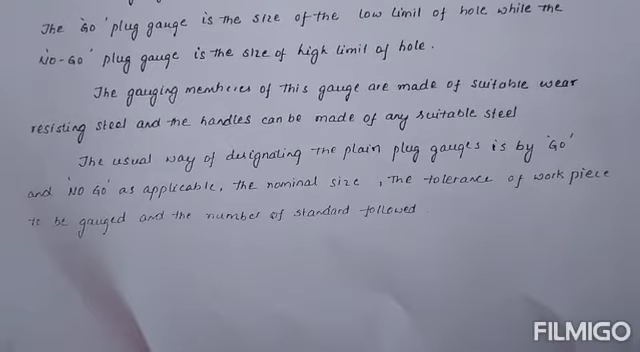 The 'Go' plug gauge is the size of the low limit of hole while the
'No-Go' plug gauge is the size of high limit of hole.
The gauging memberes of this gauge are made of suitable wear
resisting steel and the handles can be made of any suitable steel
The usual way of designating the plain plug gauges is by 'Go'
and 'No Go' as applicable, the nominal size, the tolerance of work piece
to be gauged and the number of standard followed.
FILMIGO